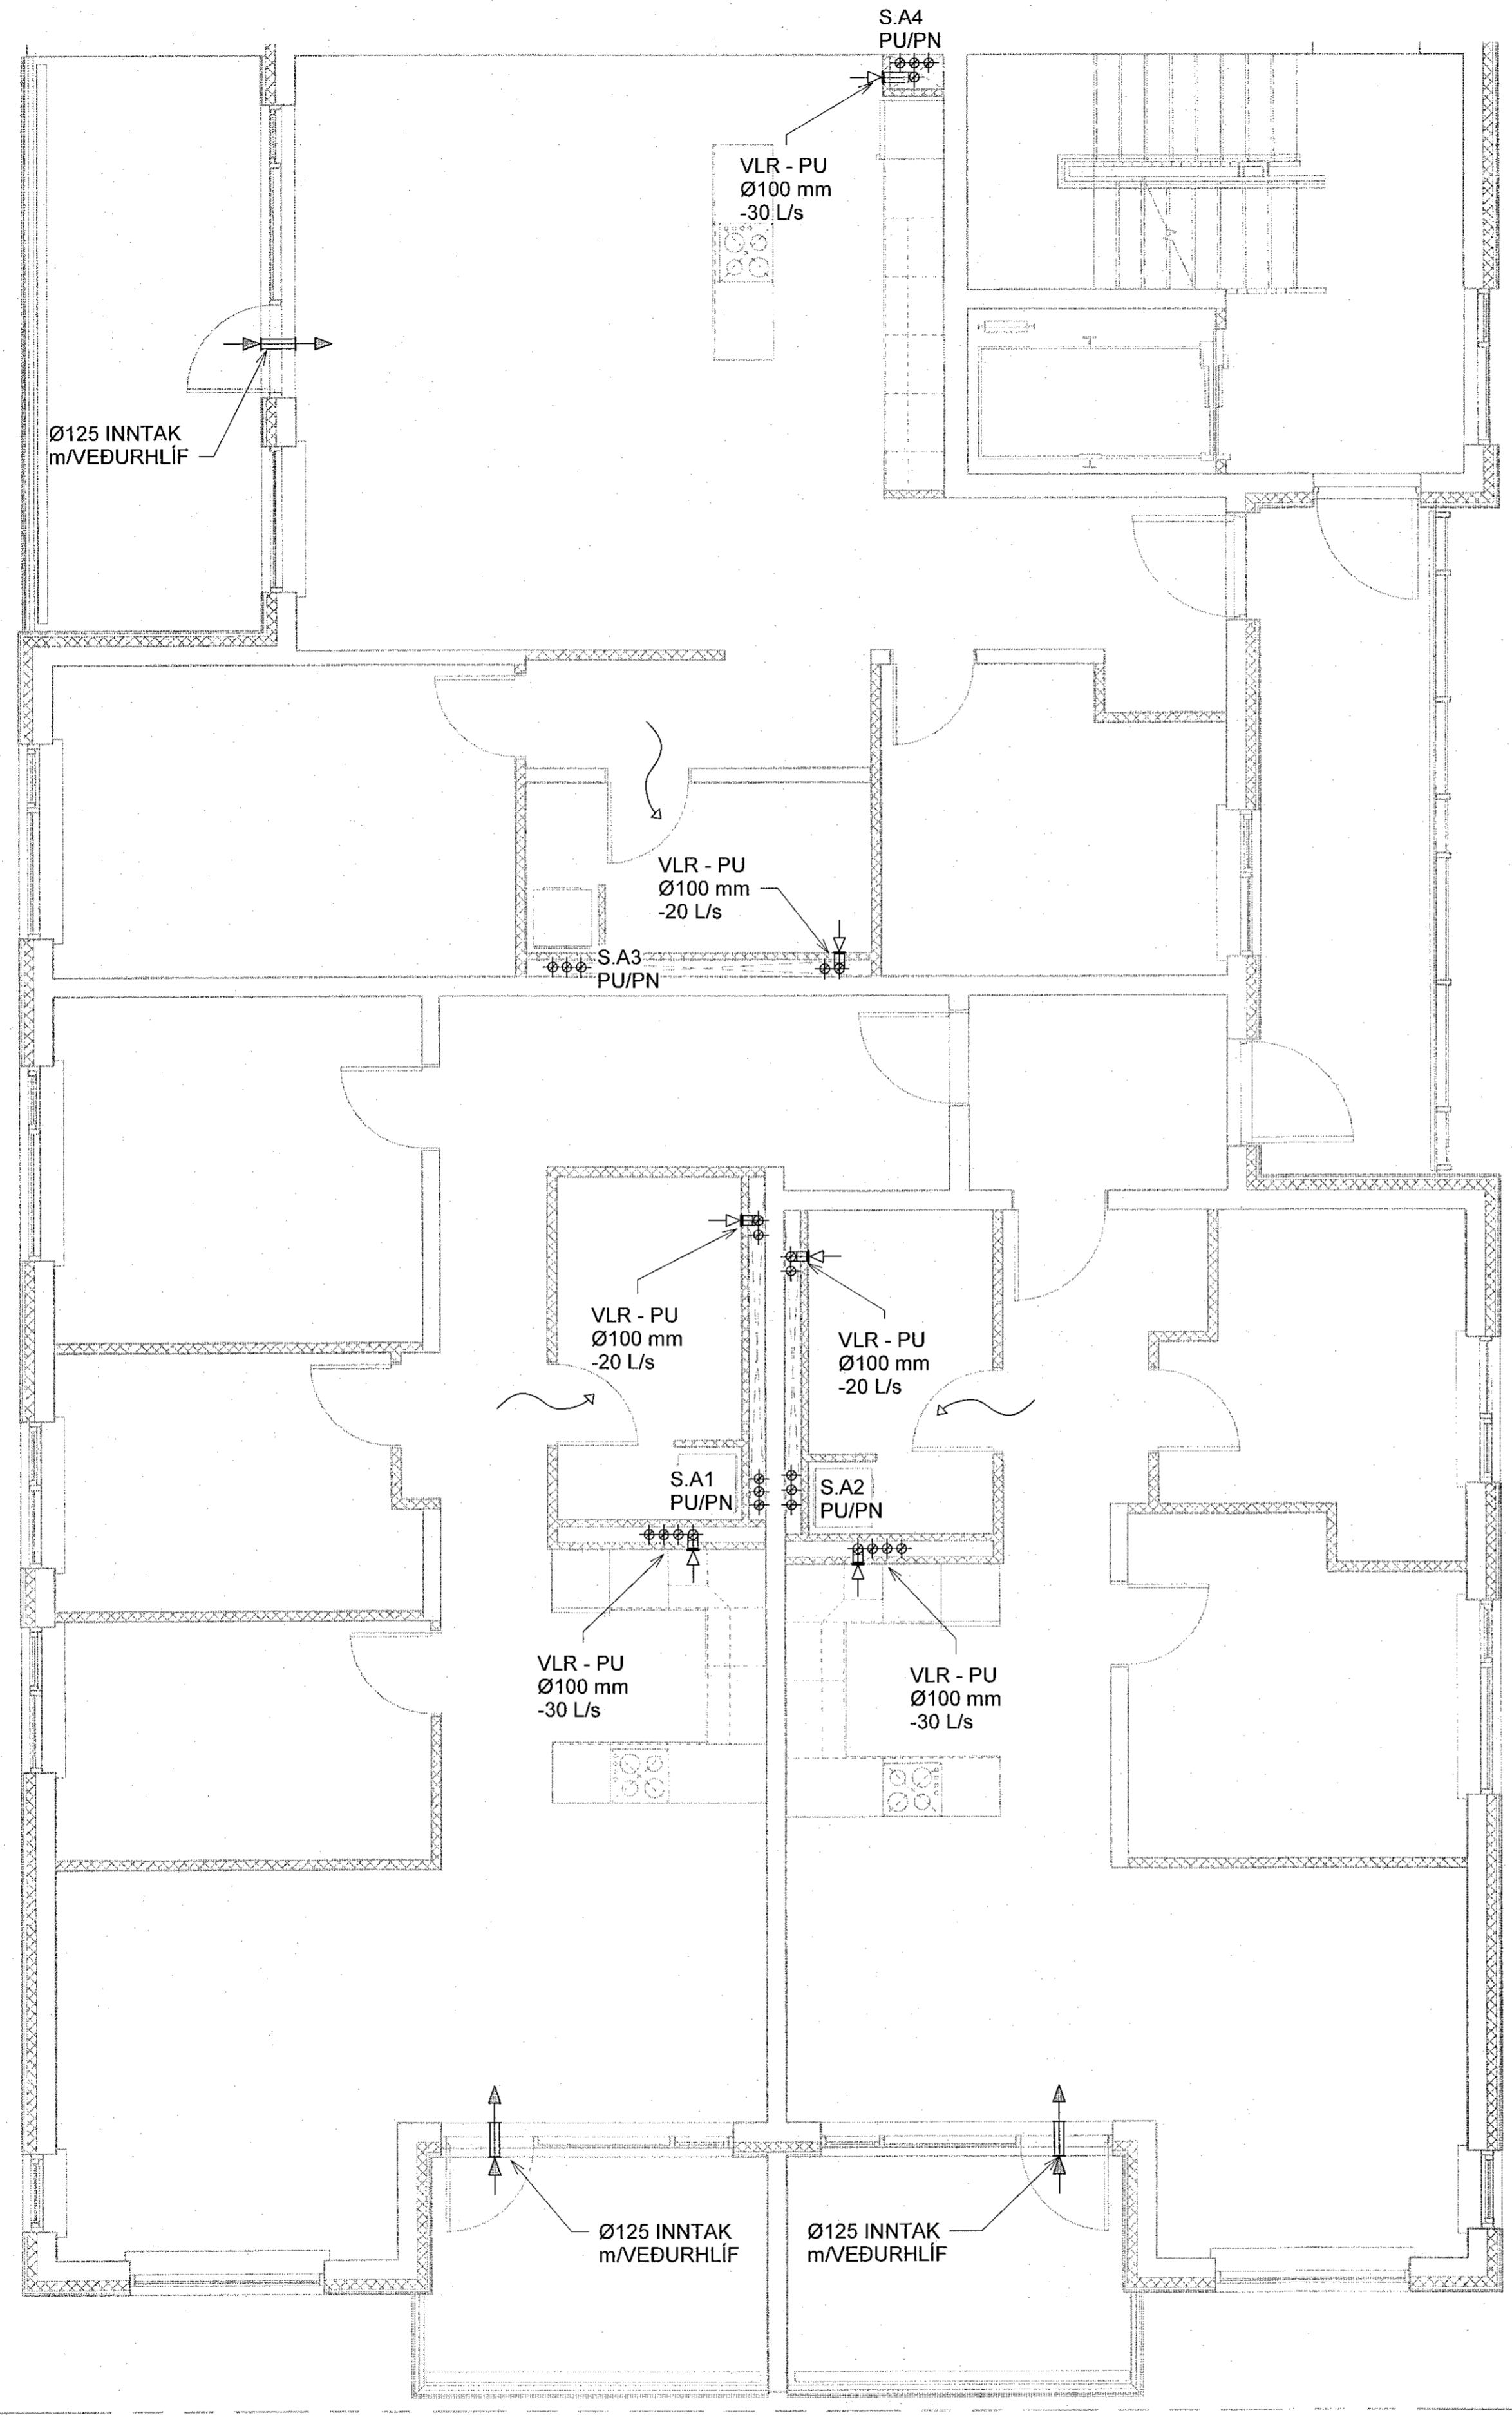 S.A4
PU/PN
VLR - PU
Ø100 mm
-30 L/s
Ø125 INNTAK
m/VEÐURHLÍF
VLR - PU
Ø100 mm
-20 L/s
S.A3
PU/PN
VLR - PU
Ø100 mm
-20 L/s
VLR - PU
Ø100 mm
-20 L/s
S.A1
PU/PN
S.A2
PU/PN
VLR - PU
Ø100 mm
-30 L/s
VLR - PU
Ø100 mm
-30 L/s
Ø125 INNTAK
m/VEÐURHLÍF
Ø125 INNTAK
m/VEÐURHLÍF